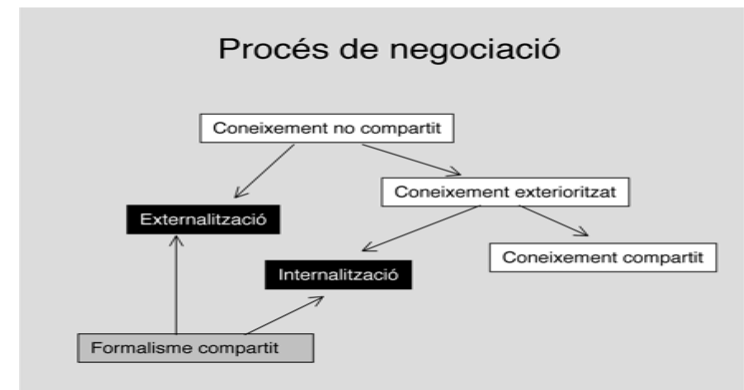 Procés de negociació
Coneixement no compartit
Coneixement exterioritzat
Externalització
Coneixement compartit
Internalització
Formalisme compartit